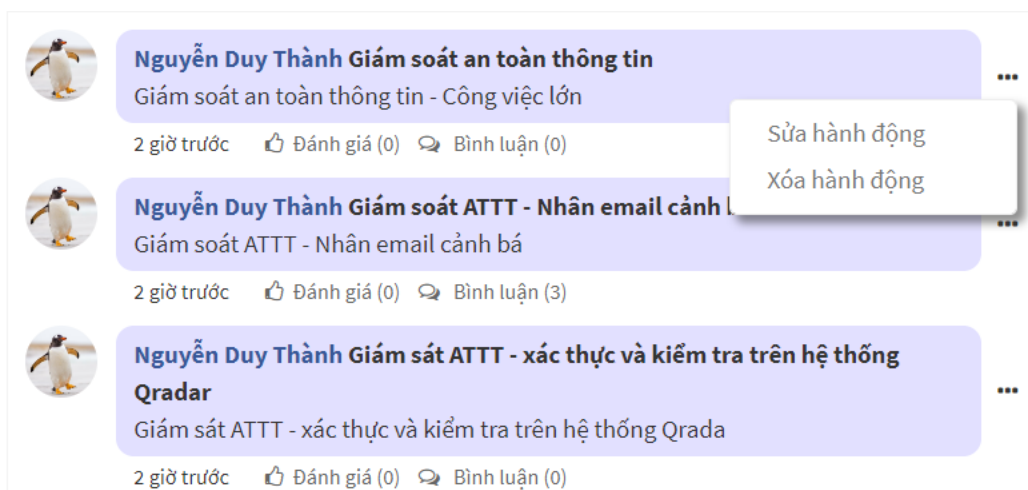 Nguyễn Duy Thành Giám soát an toàn thông tin
Giám soát an toàn thông tin - Công việc lớn
2 giờ trước Đánh giá (0) Bình luận (0)
Sửa hành động
Xóa hành động
Nguyễn Duy Thành Giám soát ATTT - Nhân email cảnh
Giám soát ATTT - Nhân email cảnh bá
2 giờ trước Đánh giá (0) Bình luận (3)
Nguyễn Duy Thành Giám sát ATTT - xác thực và kiểm tra trên hệ thống
Qradar
Giám sát ATTT - xác thực và kiểm tra trên hệ thống Qrada
2 giờ trước Đánh giá (0) Bình luận (0)